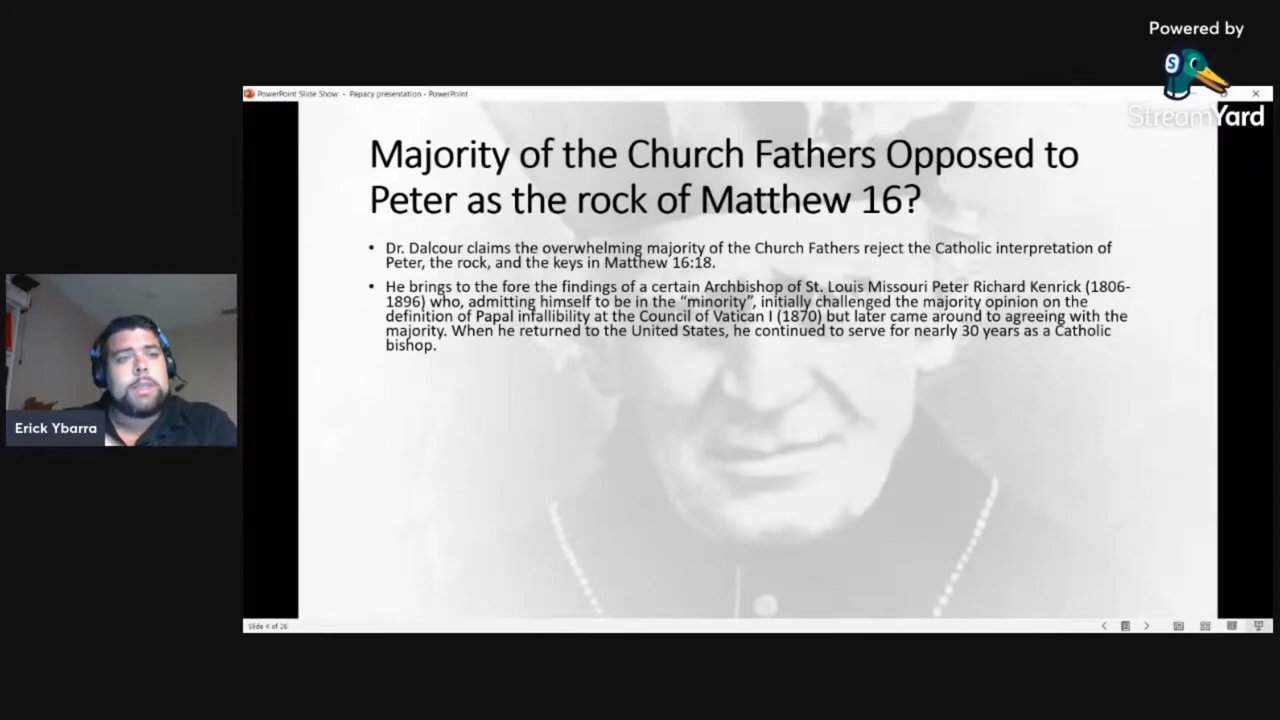 Powered by
StreamYard
PowerPoint Slide Show - Papacy presentation - PowerPoint
Majority of the Church Fathers Opposed to
Peter as the rock of Matthew 16?
• Dr. Dalcour claims the overwhelming majority of the Church Fathers reject the Catholic interpretation of
Peter, the rock, and the keys in Matthew 16:18.
• He brings to the fore the findings of a certain Archbishop of St. Louis Missouri Peter Richard Kenrick (1806-
1896) who, admitting himself to be in the “minority”, initially challenged the majority opinion on the
definition of Papal infallibility at the Council of Vatican I (1870) but later came around to agreeing with the
majority. When he returned to the United States, he continued to serve for nearly 30 years as a Catholic
bishop.
Erick Ybarra
Slide 4 of 26